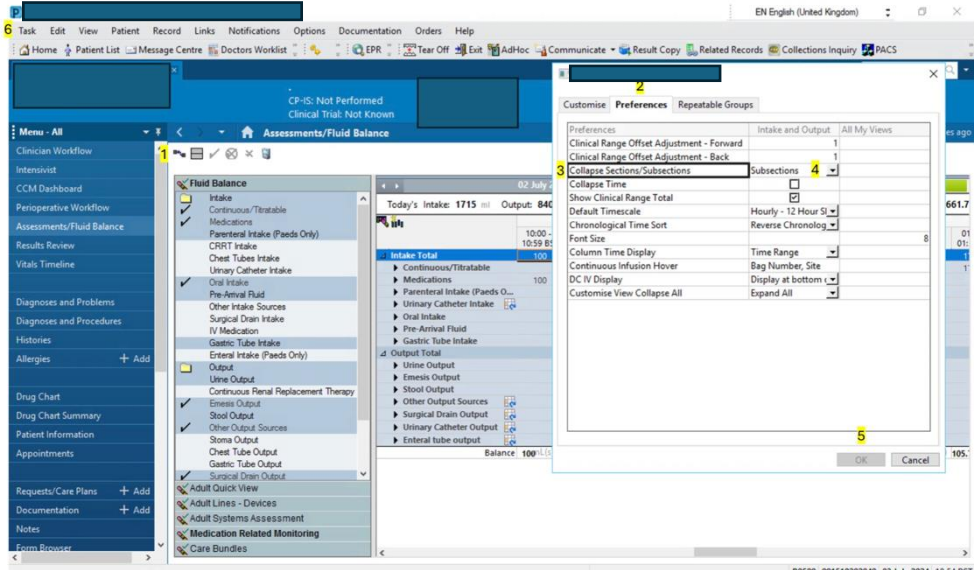 P
EN English (United Kingdom)
6 Task Edit View Patient Record Links Notifications Options Documentation Orders Help
Home Patient List Message Centre Doctors Worklist EPR Tear Off Exit AdHoc Communicate Result Copy Related Records Collections Inquiry PACS
CP-IS: Not Performed
Clinical Trial: Not Known
Menu - All
Assessments/Fluid Balance
es ago
Clinician Workflow
Intensivist
CCM Dashboard
Perioperative Workflow
Assessments/Fluid Balance
Results Review
Vitals Timeline
Diagnoses and Problems
Diagnoses and Procedures
Histories
Allergies + Add
Drug Chart
Drug Chart Summary
Patient Information
Appointments
Requests/Care Plans + Add
Documentation + Add
Notes
Form Browser
1
Fluid Balance
Intake
Continuous/Titratable
Medications
Parenteral Intake (Paeds Only)
CRRT Intake
Chest Tubes Intake
Urinary Catheter Intake
Oral Intake
Pre-Arrival Fluid
Other Intake Sources
Surgical Drain Intake
IV Medication
Gastric Tube Intake
Enteral Intake (Paeds Only)
Output
Urine Output
Continuous Renal Replacement Therapy
Emesis Output
Stool Output
Other Output Sources
Stoma Output
Chest Tube Output
Gastric Tube Output
Surgical Drain Output
Adult Quick View
Adult Lines - Devices
Adult Systems Assessment
Medication Related Monitoring
Care Bundles
02 July
Today's Intake: 1715 ml Output: 840
10:00 -
10:59 BS
Intake Total 100
Continuous/Titratable
Medications 100
Parenteral Intake (Paeds O...
Urinary Catheter Intake
Oral Intake
Pre-Arrival Fluid
Gastric Tube Intake
Output Total
Urine Output
Emesis Output
Stool Output
Other Output Sources
Surgical Drain Output
Urinary Catheter Output
Enteral tube output
Balance 100
2
Customise Preferences Repeatable Groups
Preferences Intake and Output All My Views
Clinical Range Offset Adjustment - Forward 1
Clinical Range Offset Adjustment - Back 1
3 Collapse Sections/Subsections Subsections 4
Collapse Time
Show Clinical Range Total
Default Timescale Hourly - 12 Hour Sl
Chronological Time Sort Reverse Chronolog
Font Size 8
Column Time Display Time Range
Continuous Infusion Hover Bag Number, Site
DC IV Display Display at bottom
Customise View Collapse All Expand All
5
OK Cancel
661.7
01
01:
105.